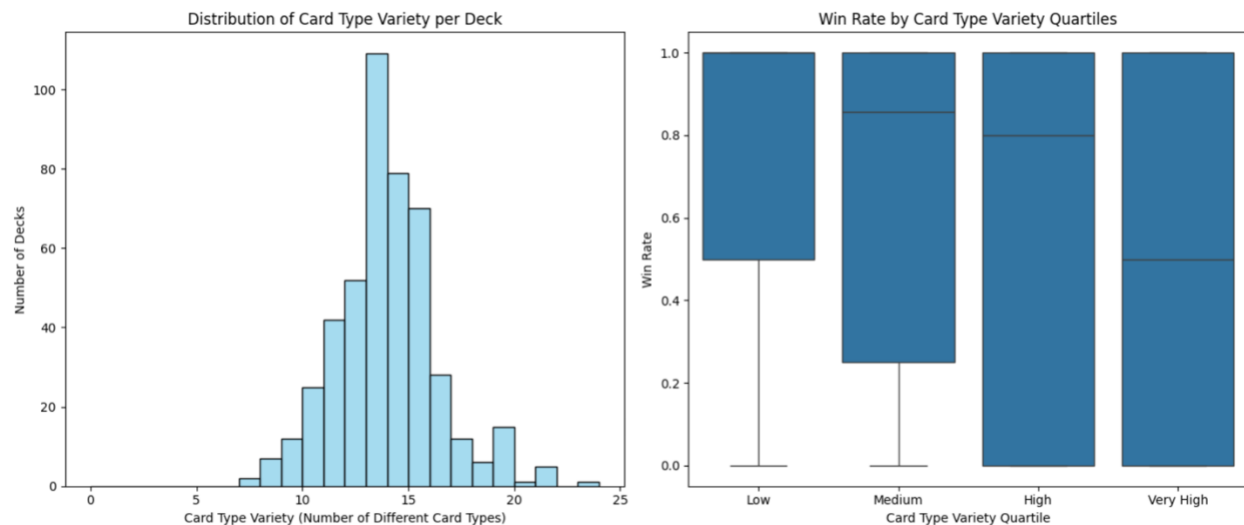 Distribution of Card Type Variety per Deck
Number of Decks
100
80
60
40
20
0
0 5 10 15 20 25
Card Type Variety (Number of Different Card Types)
Win Rate by Card Type Variety Quartiles
Win Rate
1.0
0.8
0.6
0.4
0.2
0.0
Low Medium High Very High
Card Type Variety Quartile